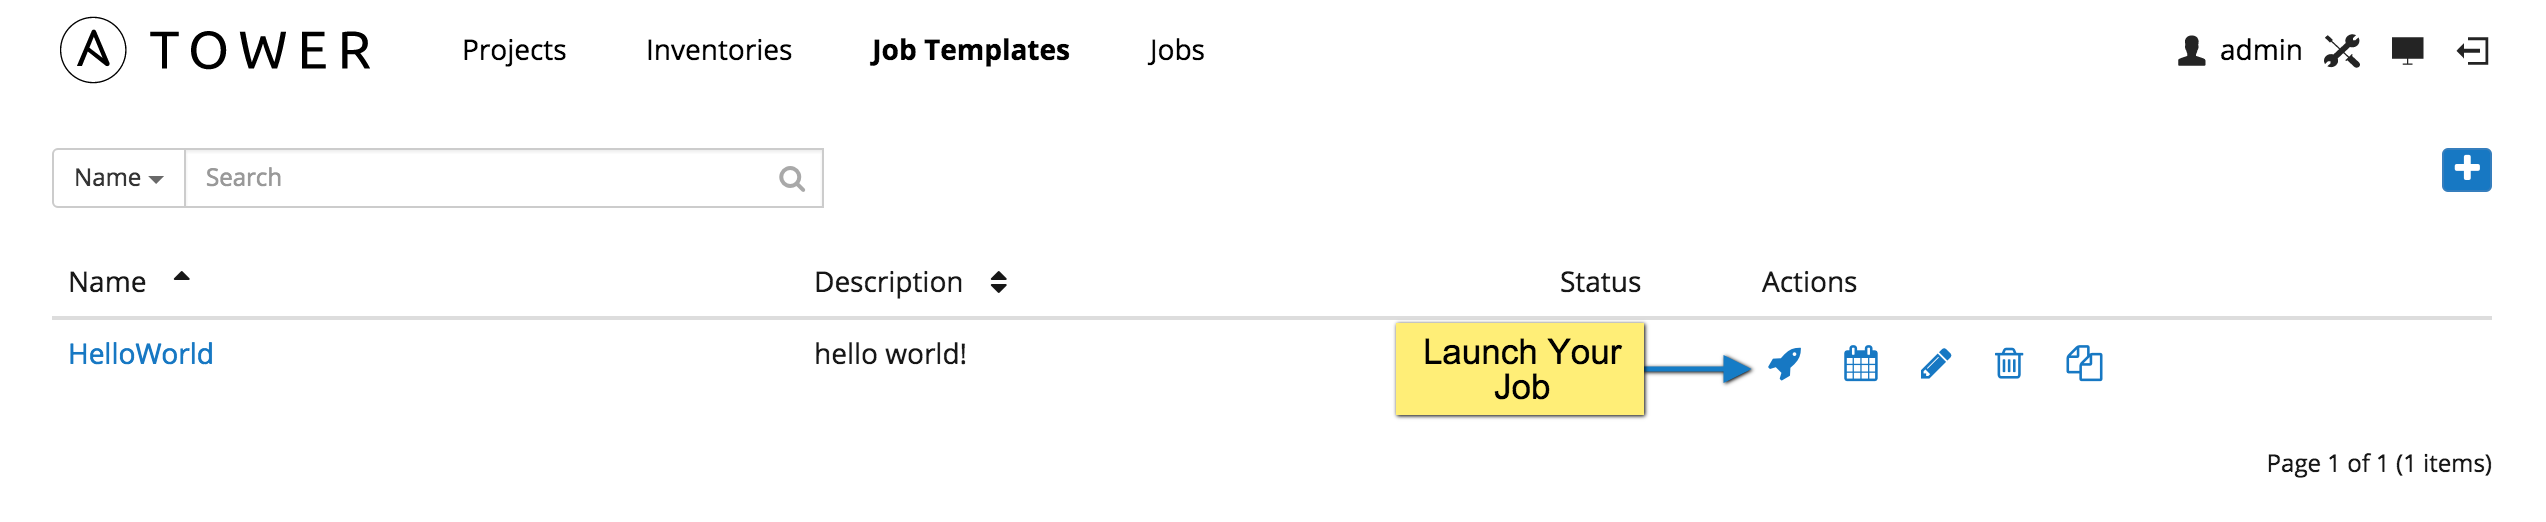 TOWER Projects Inventories Job Templates Jobs admin
Name Search
Name Description Status Actions
HelloWorld hello world! Launch Your
Job
Page 1 of 1 (1 items)